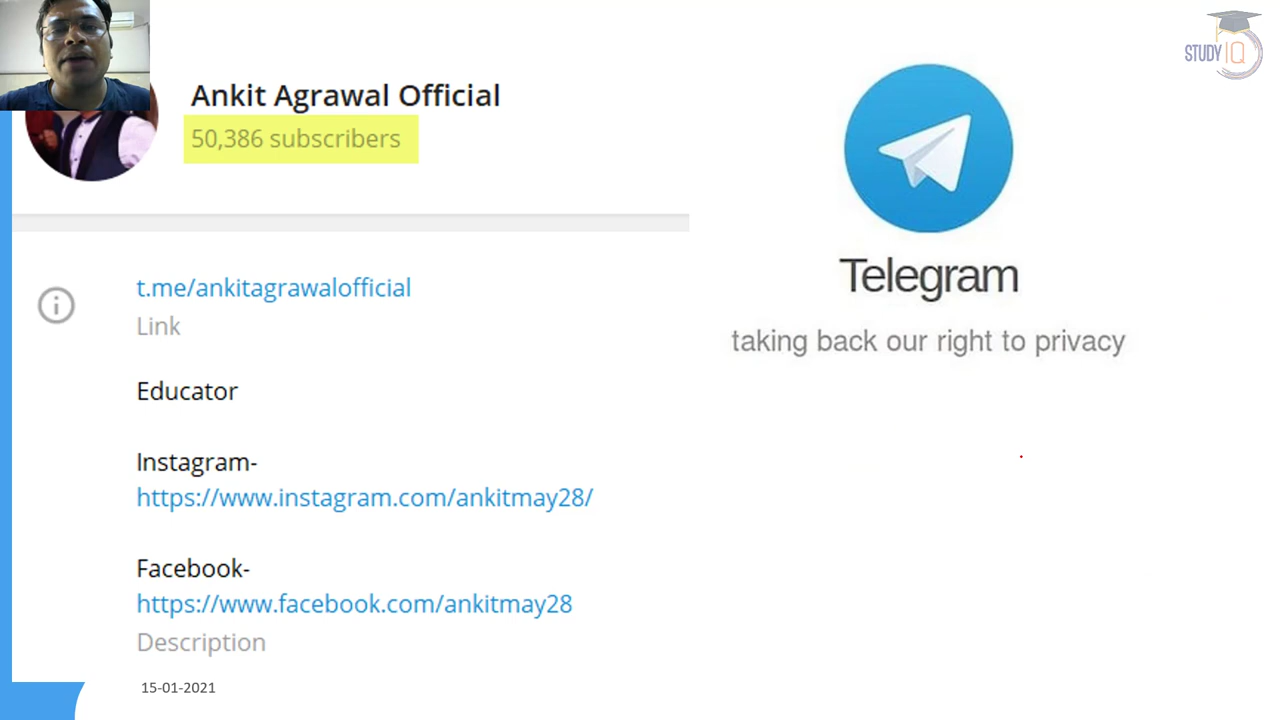 STUDY IQ
Ankit Agrawal Official
50,386 subscribers
t.me/ankitagrawalofficial
Link
Educator
Instagram-
https://www.instagram.com/ankitmay28/
Facebook-
https://www.facebook.com/ankitmay28
Description
15-01-2021
Telegram
taking back our right to privacy